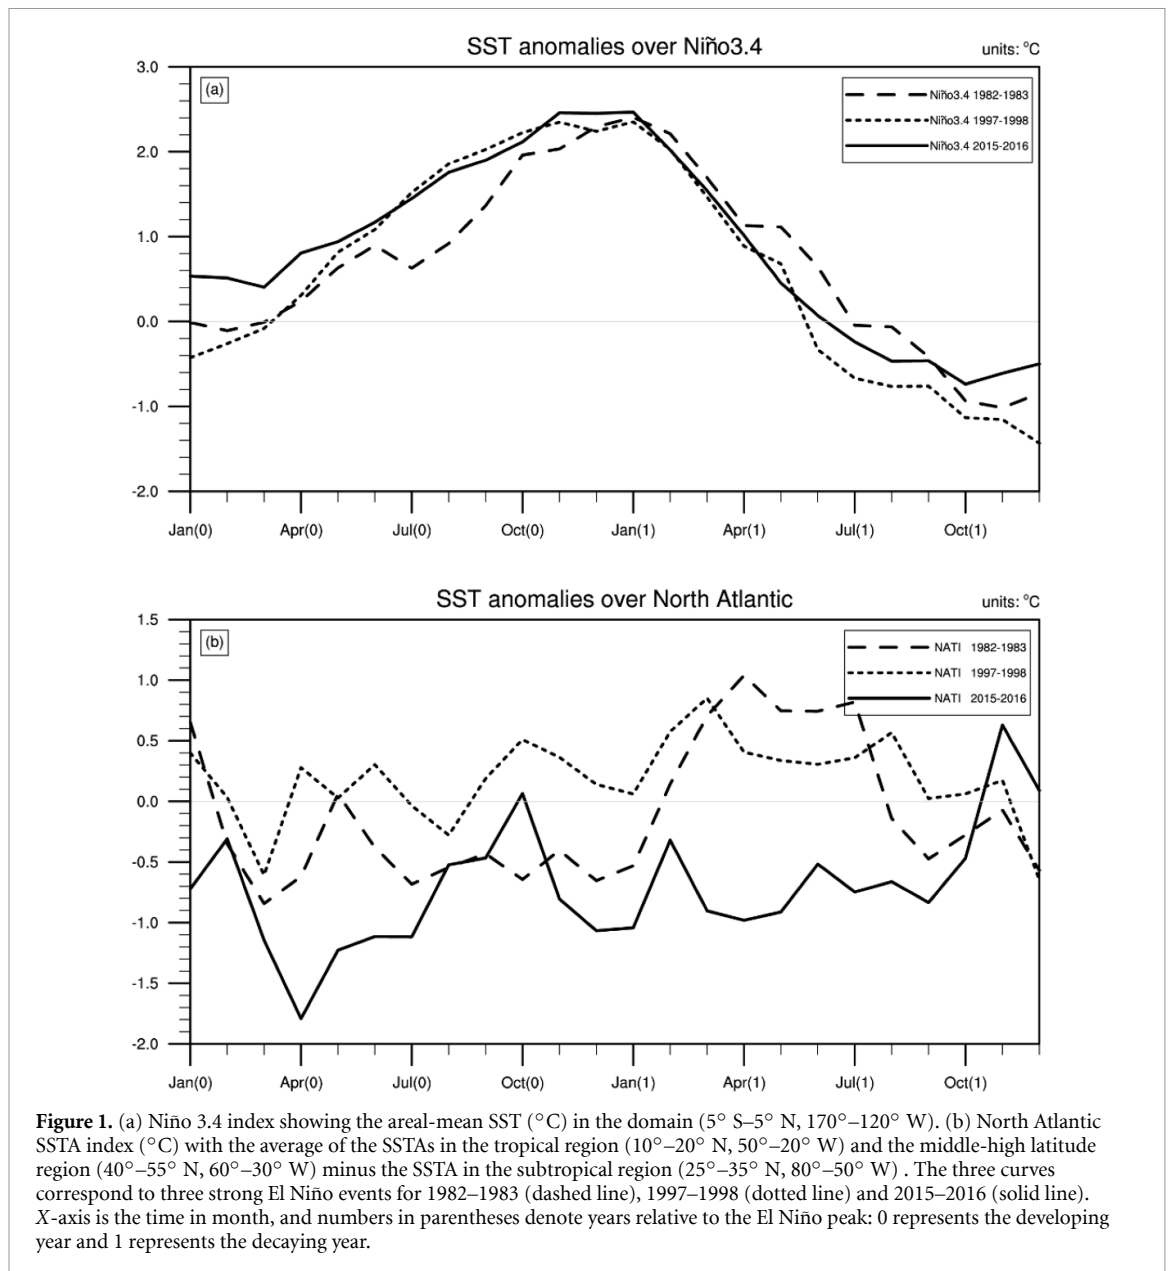 SST anomalies over Niño3.4
units: °C
(a)
3.0
2.0
1.0
0.0
-1.0
-2.0
Niño3.4 1982-1983
Niño3.4 1997-1998
Niño3.4 2015-2016
Jan(0) Apr(0) Jul(0) Oct(0) Jan(1) Apr(1) Jul(1) Oct(1)
SST anomalies over North Atlantic
units: °C
(b)
1.5
1.0
0.5
0.0
-0.5
-1.0
-1.5
-2.0
NATI 1982-1983
NATI 1997-1998
NATI 2015-2016
Jan(0) Apr(0) Jul(0) Oct(0) Jan(1) Apr(1) Jul(1) Oct(1)
Figure 1. (a) Niño 3.4 index showing the areal-mean SST (°C) in the domain (5° S–5° N, 170°–120° W). (b) North Atlantic
SSTA index (°C) with the average of the SSTAs in the tropical region (10°–20° N, 50°–20° W) and the middle-high latitude
region (40°–55° N, 60°–30° W) minus the SSTA in the subtropical region (25°–35° N, 80°–50° W) . The three curves
correspond to three strong El Niño events for 1982–1983 (dashed line), 1997–1998 (dotted line) and 2015–2016 (solid line).
X-axis is the time in month, and numbers in parentheses denote years relative to the El Niño peak: 0 represents the developing
year and 1 represents the decaying year.